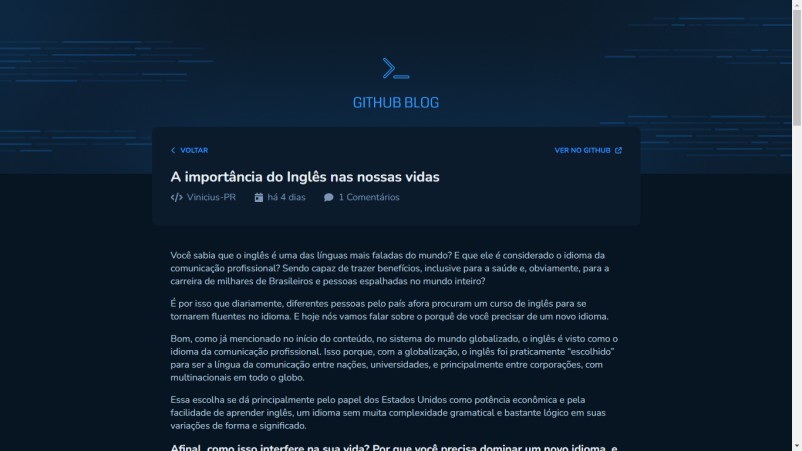 GITHUB BLOG
VOLTAR
VER NO GITHUB
A importância do Inglês nas nossas vidas
Vinicius-PR
há 4 dias
1 Comentários
Você sabia que o inglês é uma das línguas mais faladas do mundo? E que ele é considerado o idioma da
comunicação profissional? Sendo capaz de trazer benefícios, inclusive para a saúde e, obviamente, para a
carreira de milhares de Brasileiros e pessoas espalhadas no mundo inteiro?
É por isso que diariamente, diferentes pessoas pelo país afora procuram um curso de inglês para se
tornarem fluentes no idioma. E hoje nós vamos falar sobre o porquê de você precisar de um novo idioma.
Bom, como já mencionado no início do conteúdo, no sistema do mundo globalizado, o inglês é visto como o
idioma da comunicação profissional. Isso porque, com a globalização, o inglês foi praticamente “escolhido”
para ser a língua da comunicação entre nações, universidades, e principalmente entre corporações, com
multinacionais em todo o globo.
Essa escolha se dá principalmente pelo papel dos Estados Unidos como potência econômica e pela
facilidade de aprender inglês, um idioma sem muita complexidade gramatical e bastante lógico em suas
variações de forma e significado.
Afinal, como isso interfere na sua vida? Por que você precisa dominar um novo idioma, e